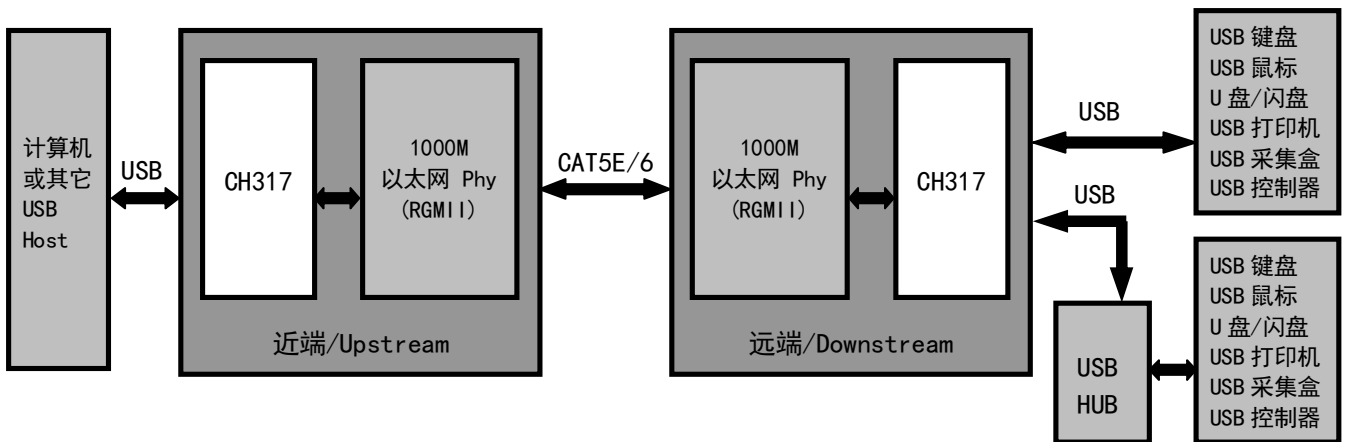 计算机
或其它
USB
Host
USB
CH317
1000M
以太网 Phy
(RGMII)
近端/Upstream
CAT5E/6
1000M
以太网 Phy
(RGMII)
CH317
远端/Downstream
USB
USB 键盘
USB 鼠标
U 盘/闪盘
USB 打印机
USB 采集盒
USB 控制器
USB
USB
HUB
USB 键盘
USB 鼠标
U 盘/闪盘
USB 打印机
USB 采集盒
USB 控制器